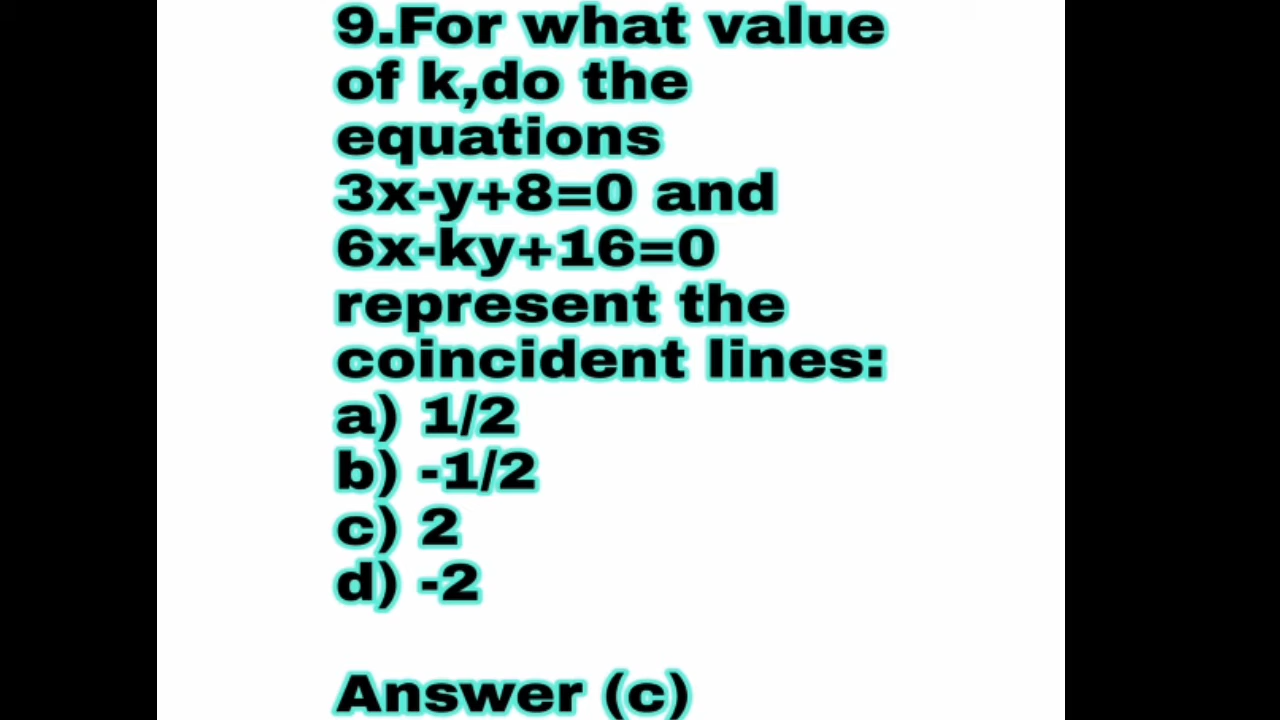 9.For what value
of k,do the
equations
3x-y+8=0 and
6x-ky+16=0
represent the
coincident lines:
a) 1/2
b) -1/2
c) 2
d) -2
Answer (c)